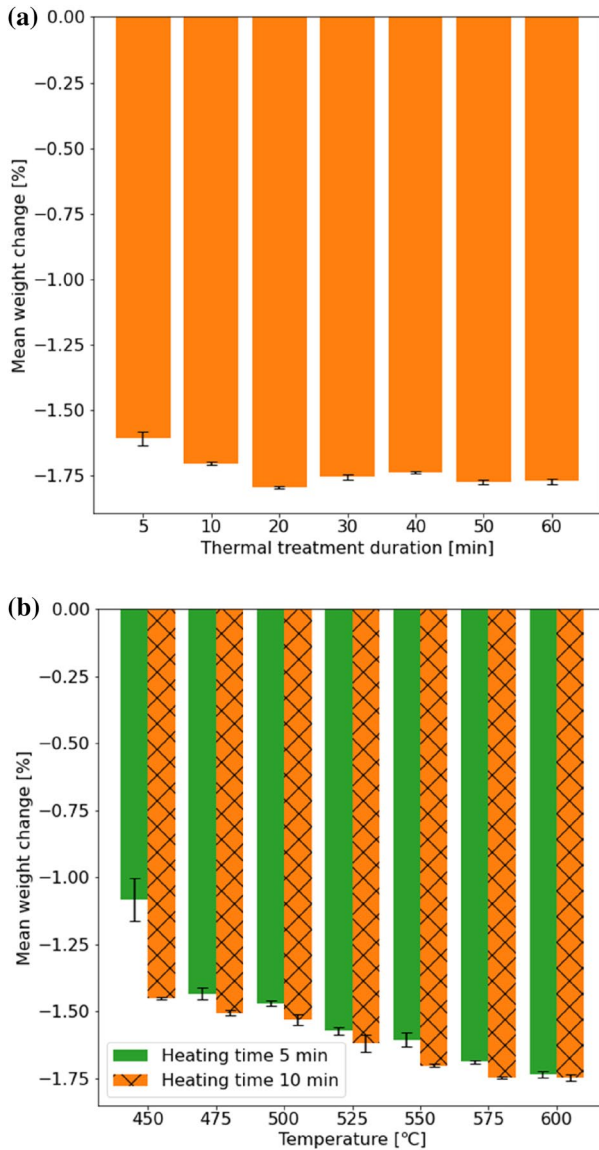 (a)
0.00
−0.25
−0.50
−0.75
−1.00
−1.25
−1.50
−1.75
Mean weight change [%]
5 10 20 30 40 50 60
Thermal treatment duration [min]
(b)
0.00
−0.25
−0.50
−0.75
−1.00
−1.25
−1.50
−1.75
Mean weight change [%]
Heating time 5 min
Heating time 10 min
450 475 500 525 550 575 600
Temperature [℃]